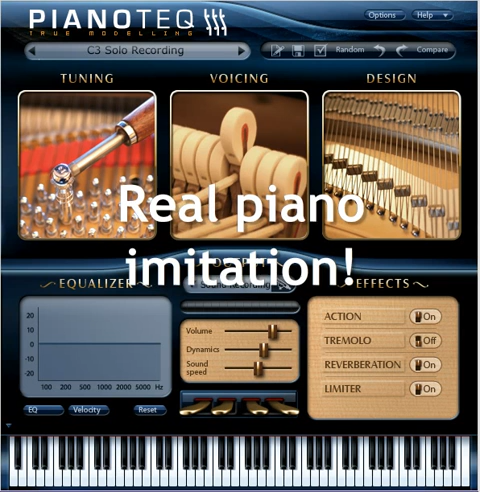 PIANOTEQ
TRUE MODELLING
Options
Help
C3 Solo Recording
Random
Compare
TUNING
VOICING
DESIGN
Real piano
imitation!
EQUALIZER
Sound Recording
EFFECTS
20
10
0
-10
-20
100 200 500 1000 2000 5000 Hz
EQ
Velocity
Reset
Volume
Dynamics
Sound
speed
ACTION
On
TREMOLO
Off
REVERBERATION
On
LIMITER
On